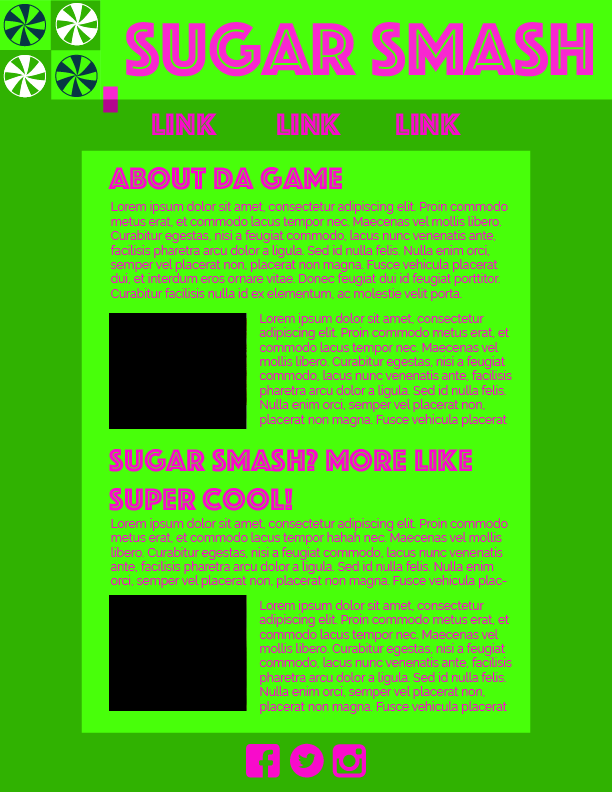 SUGAR SMASH
LINK LINK LINK
ABOUT DA GAME
Lorem ipsum dolor sit amet, consectetur adipiscing elit. Proin commodo
metus erat, et commodo lacus tempor nec. Maecenas vel mollis libero.
Curabitur egestas, nisi a feugiat commodo, lacus nunc venenatis ante,
facilisis pharetra arcu dolor a ligula. Sed id nulla felis. Nulla enim orci,
semper vel placerat non, placerat non magna. Fusce vehicula placerat
dui, et interdum eros ornare vitae. Donec feugiat dui id feugiat porttitor.
Curabitur facilisis nulla id ex elementum, ac molestie velit porta.
Lorem ipsum dolor sit amet, consectetur
adipiscing elit. Proin commodo metus erat, et
commodo lacus tempor nec. Maecenas vel
mollis libero. Curabitur egestas, nisi a feugiat
commodo, lacus nunc venenatis ante, facilisis
pharetra arcu dolor a ligula. Sed id nulla felis.
Nulla enim orci, semper vel placerat non,
placerat non magna. Fusce vehicula placerat
SUGAR SMASH? MORE LIKE
SUPER COOL!
Lorem ipsum dolor sit amet, consectetur adipiscing elit. Proin commodo
metus erat, et commodo lacus tempor hahah nec. Maecenas vel mollis
libero. Curabitur egestas, nisi a feugiat commodo, lacus nunc venenatis
ante, facilisis pharetra arcu dolor a ligula. Sed id nulla felis. Nulla enim
orci, semper vel placerat non, placerat non magna. Fusce vehicula plac-
Lorem ipsum dolor sit amet, consectetur
adipiscing elit. Proin commodo metus erat, et
commodo lacus tempor nec. Maecenas vel
mollis libero. Curabitur egestas, nisi a feugiat
commodo, lacus nunc venenatis ante, facilisis
pharetra arcu dolor a ligula. Sed id nulla felis.
Nulla enim orci, semper vel placerat non,
placerat non magna. Fusce vehicula placerat